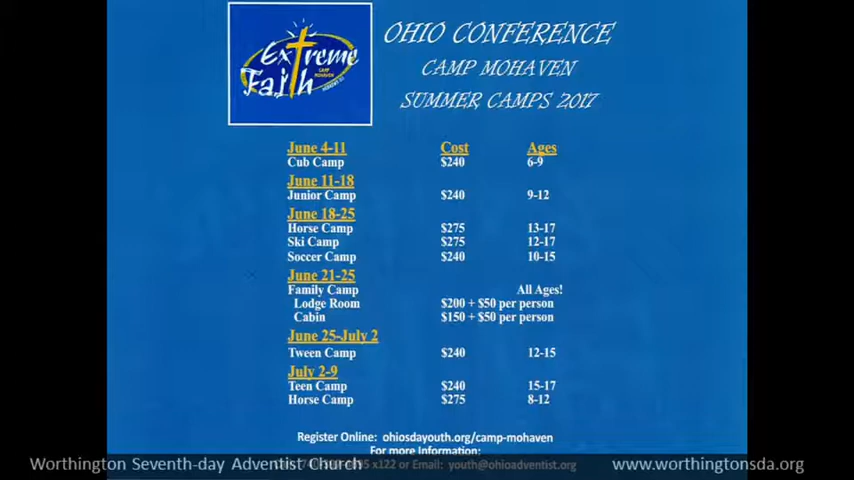 Extreme
Faith
CAMP
MOHAVEN
OHIO CONFERENCE
CAMP MOHAVEN
SUMMER CAMPS 2017
June 4-11 Cost Ages
Cub Camp $240 6-9
June 11-18
Junior Camp $240 9-12
June 18-25
Horse Camp $275 13-17
Ski Camp $275 12-17
Soccer Camp $240 10-15
June 21-25
Family Camp All Ages!
Lodge Room $200 + $50 per person
Cabin $150 + $50 per person
June 25-July 2
Tween Camp $240 12-15
July 2-9
Teen Camp $240 15-17
Horse Camp $275 8-12
Register Online: ohiosdayouth.org/camp-mohaven
For more Information:
x122 or Email: youth@ohioadventist.org
Worthington Seventh-day Adventist Church www.worthingtonsda.org